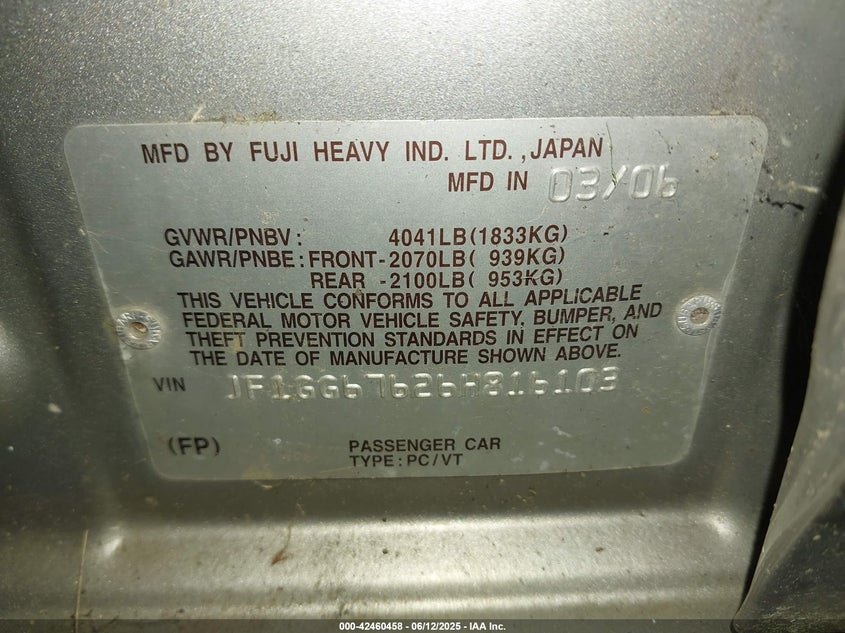 MFD BY FUJI HEAVY IND. LTD.,JAPAN
MFD IN 03/06
GVWR/PNBV: 4041LB(1833KG)
GAWR/PNBE:FRONT-2070LB( 939KG)
REAR -2100LB( 953KG)
THIS VEHICLE CONFORMS TO ALL APPLICABLE
FEDERAL MOTOR VEHICLE SAFETY, BUMPER, AND
THEFT PREVENTION STANDARDS IN EFFECT ON
THE DATE OF MANUFACTURE SHOWN ABOVE.
VIN JF1GG67626H816103
(FP) PASSENGER CAR
TYPE:PC/VT
000-42460458 - 06/12/2025 - IAA Inc.